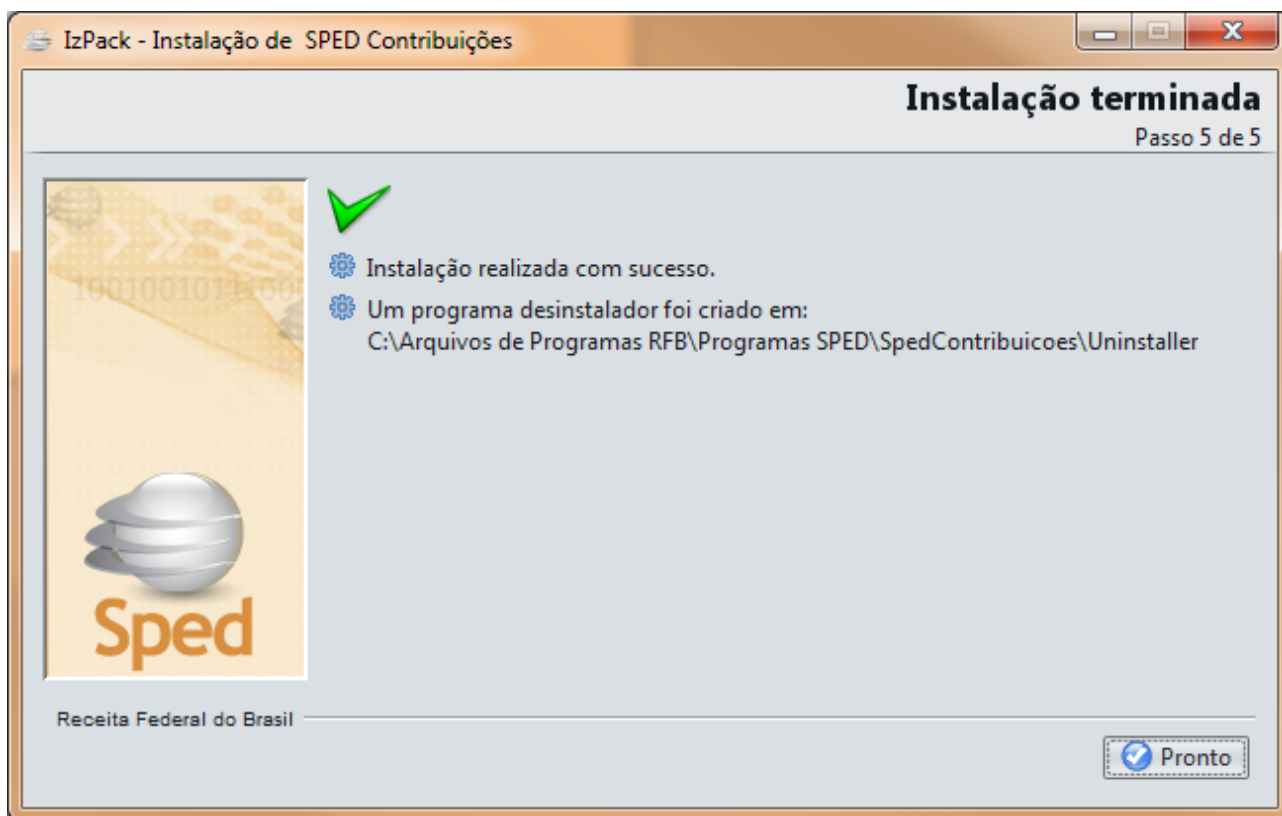 IzPack - Instalação de SPED Contribuições
Instalação terminada
Passo 5 de 5
1001001011100
Instalação realizada com sucesso.
Um programa desinstalador foi criado em:
C:\Arquivos de Programas RFB\Programas SPED\SpedContribuicoes\Uninstaller
Sped
Receita Federal do Brasil
Pronto